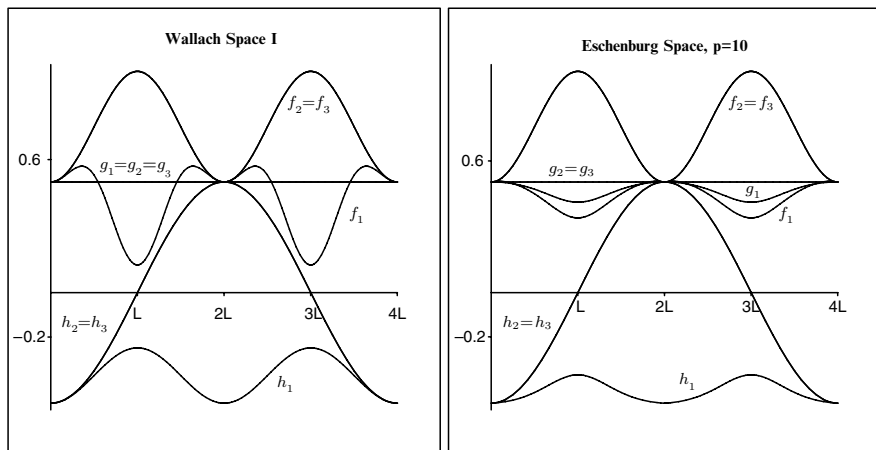 Wallach Space I
f₂=f₃
0.6
g₁=g₂=g₃
f₁
L
2L
3L
4L
h₂=h₃
−0.2
h₁
Eschenburg Space, p=10
f₂=f₃
0.6
g₂=g₃
g₁
f₁
L
2L
3L
4L
h₂=h₃
−0.2
h₁